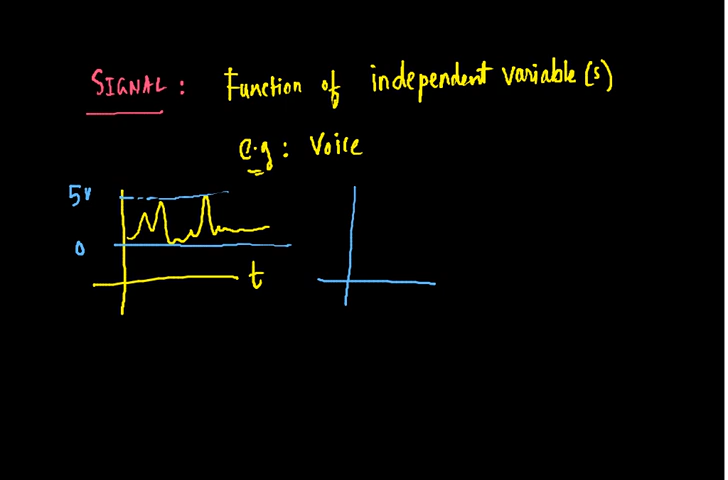 SIGNAL : Function of independent variable (s)
e.g : Voice
5v
0
t